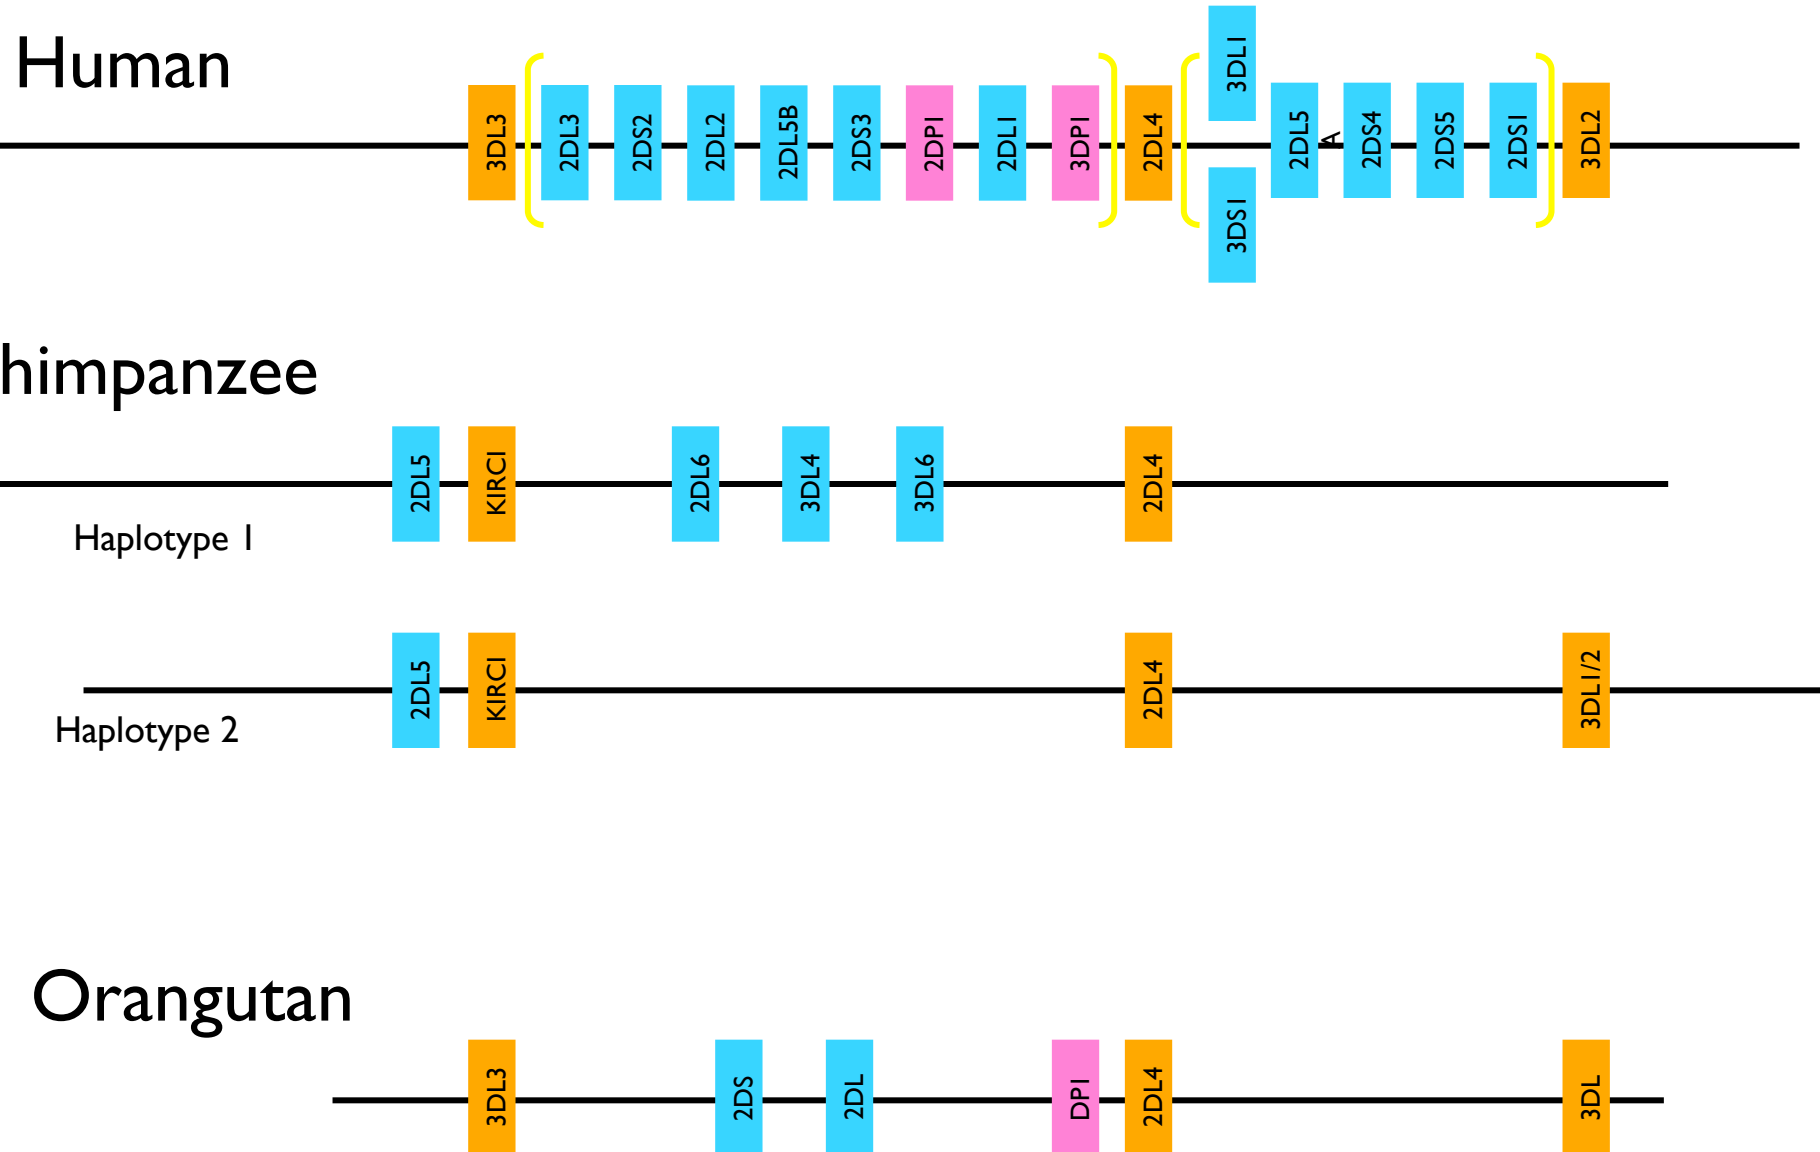 Human
3DL3
2DL3
2DS2
2DL2
2DL5B
2DS3
2DP1
2DL1
3DP1
2DL4
3DL1
3DS1
2DL5
A
2DS4
2DS5
2DS1
3DL2
himpanzee
2DL5
KIRC1
2DL6
3DL4
3DL6
2DL4
Haplotype 1
2DL5
KIRC1
2DL4
3DL1/2
Haplotype 2
Orangutan
3DL3
2DS
2DL
DP1
2DL4
3DL